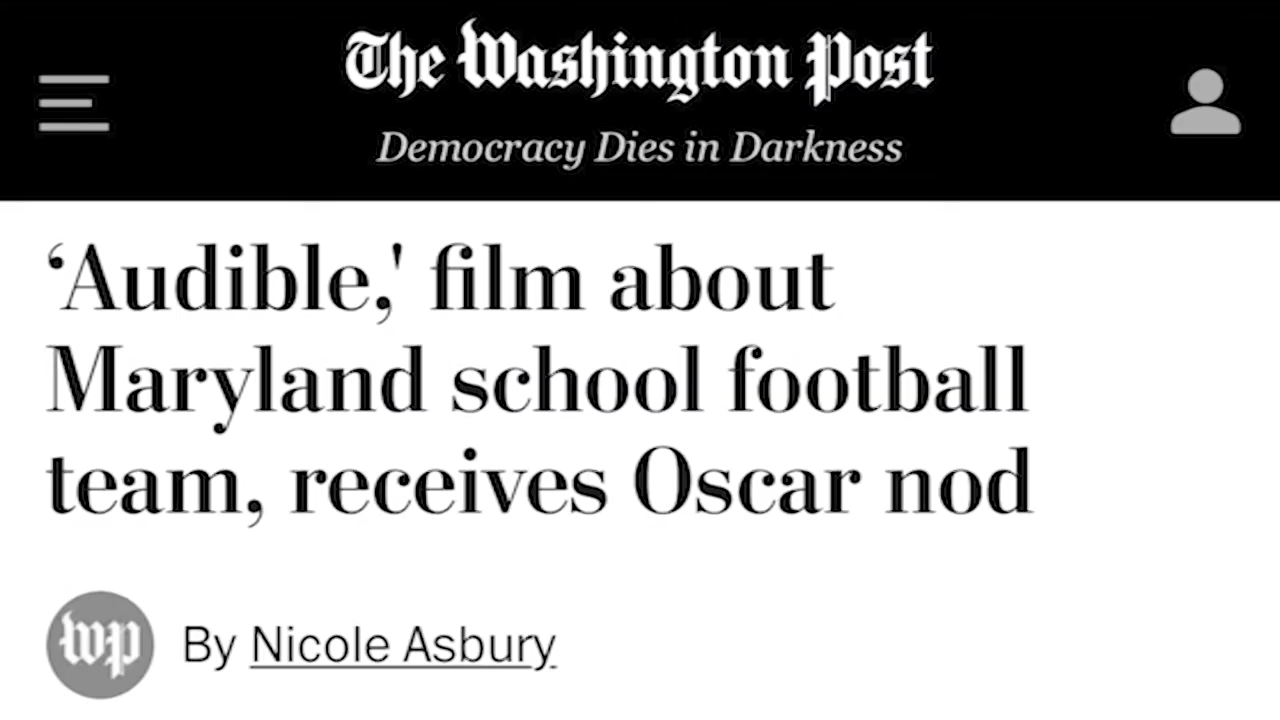 The Washington Post
Democracy Dies in Darkness
‘Audible,' film about
Maryland school football
team, receives Oscar nod
wp By Nicole Asbury